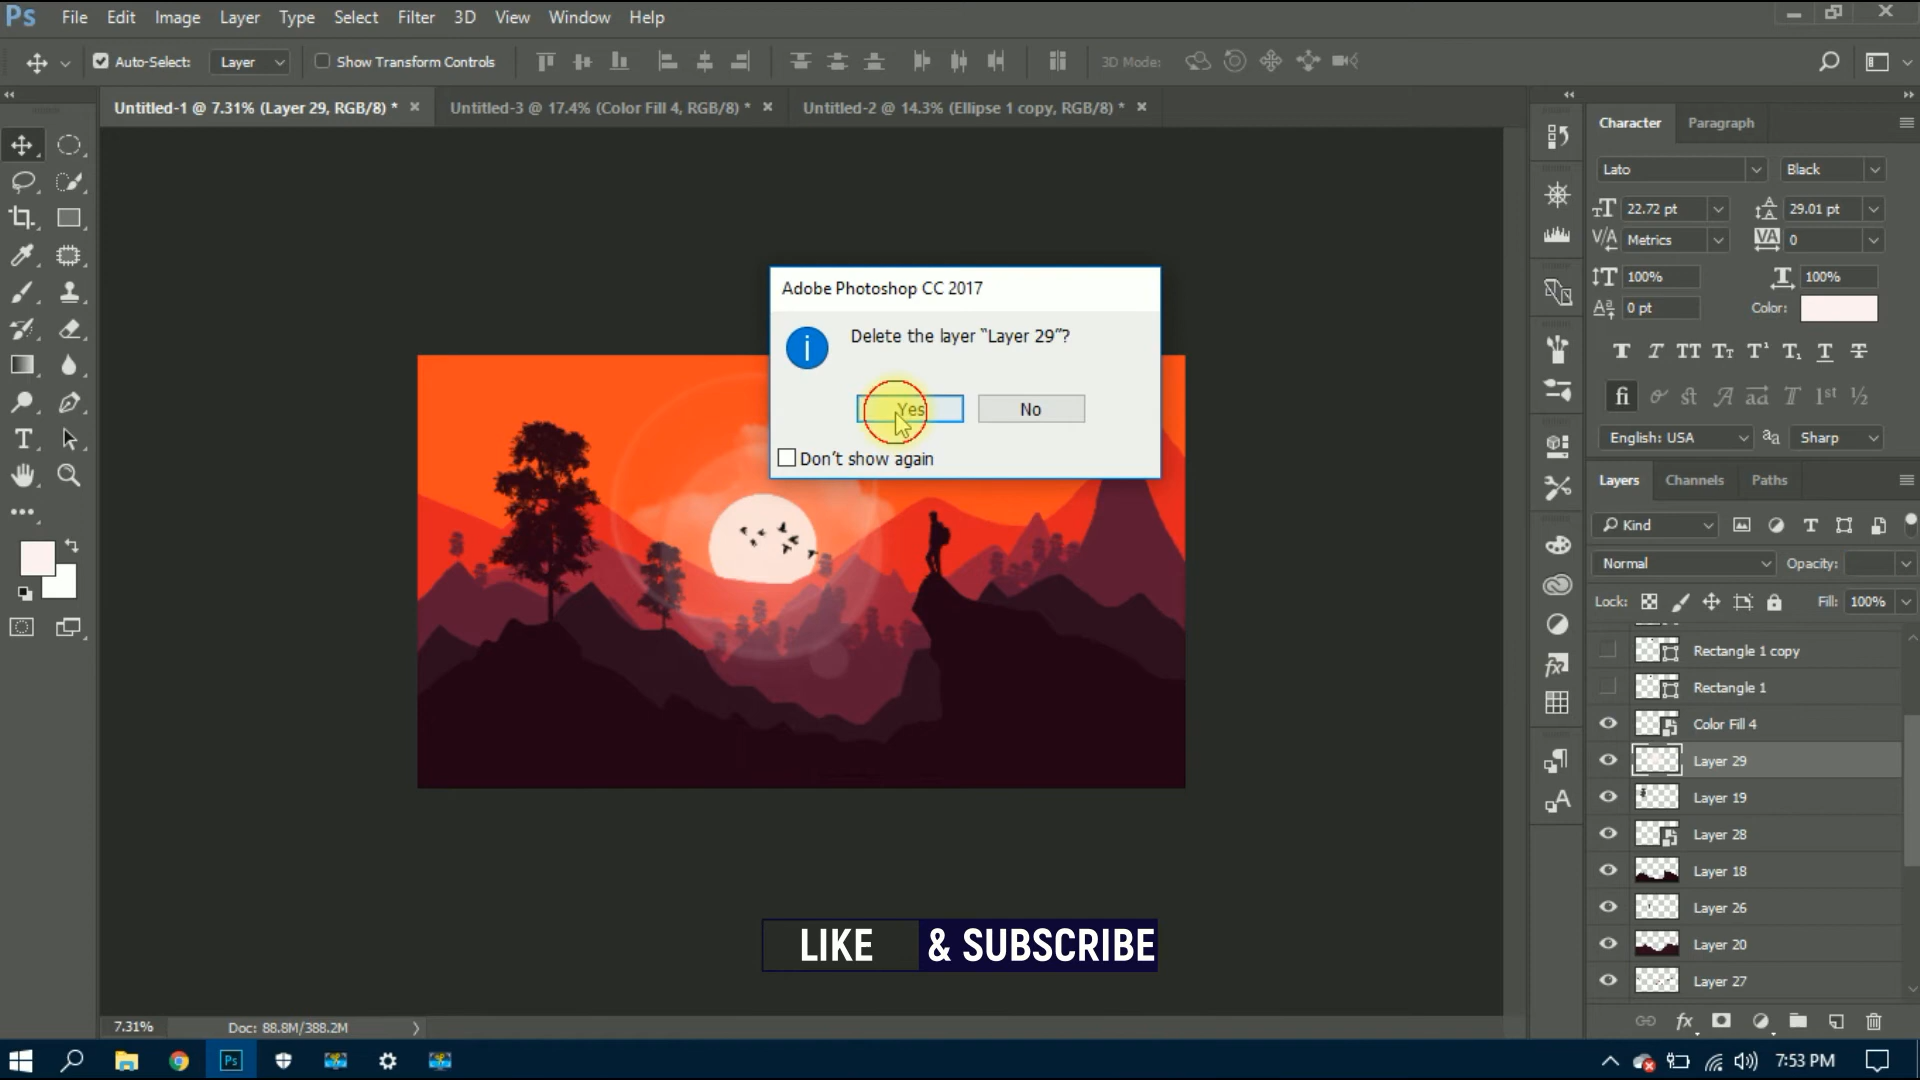 Ps File Edit Image Layer Type Select Filter 3D View Window Help
Auto-Select: Layer Show Transform Controls 3D Mode:
Untitled-1 @ 7.31% (Layer 29, RGB/8) * Untitled-3 @ 17.4% (Color Fill 4, RGB/8) * Untitled-2 @ 14.3% (Ellipse 1 copy, RGB/8) *
Character Paragraph
Lato Black
22.72 pt 29.01 pt
Metrics 0
100% 100%
0 pt Color:
English: USA Sharp
Adobe Photoshop CC 2017
Delete the layer “Layer 29”?
Yes No
Don’t show again
Layers Channels Paths
Kind
Normal Opacity:
Lock: Fill: 100%
Rectangle 1 copy
Rectangle 1
Color Fill 4
Layer 29
Layer 19
Layer 28
Layer 18
Layer 26
Layer 20
Layer 27
LIKE & SUBSCRIBE
7.31% Doc: 88.8M/388.2M
Ps 7:53 PM